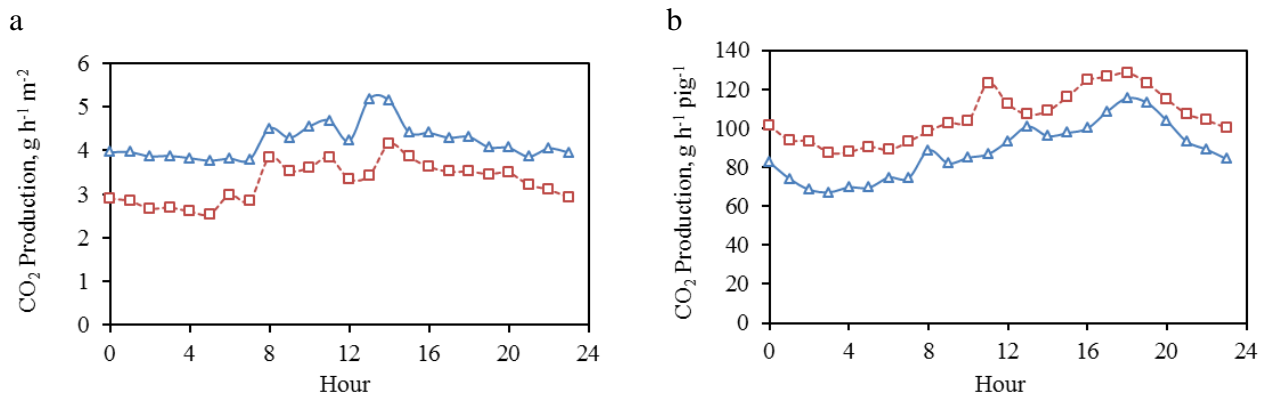 a
CO₂ Production, g h⁻¹ m⁻²
6
5
4
3
2
1
0
0 4 8 12 16 20 24
Hour
b
CO₂ Production, g h⁻¹ pig⁻¹
140
120
100
80
60
40
20
0
0 4 8 12 16 20 24
Hour